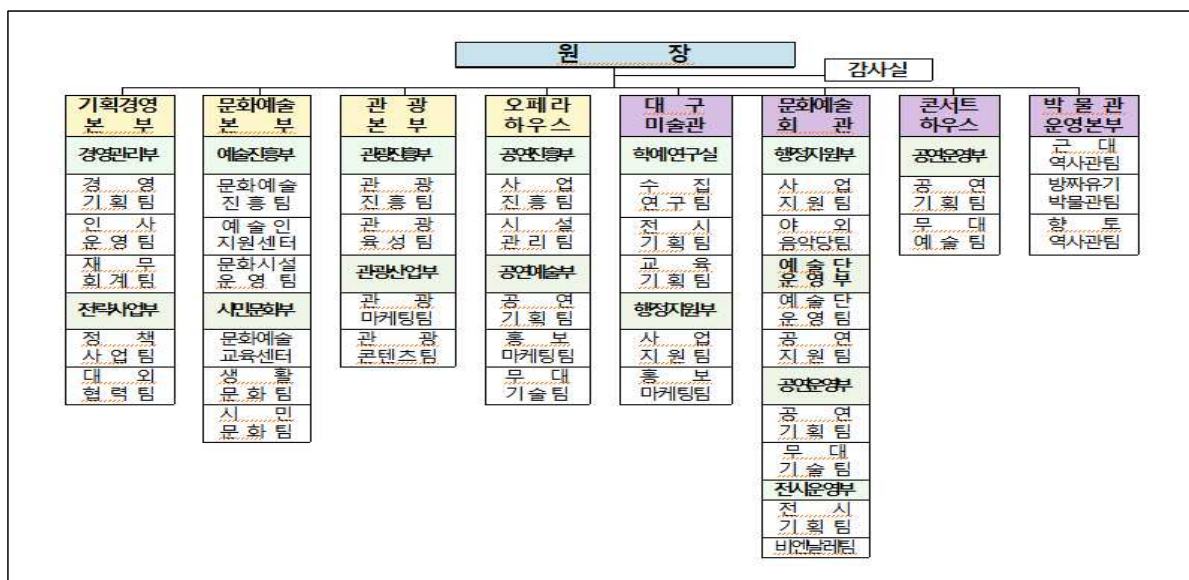 원 장
감사실
기획경영
본 부
경영관리부
경 영
기획팀
인 사
운영팀
재 무
회계팀
전략사업부
정 책
사업팀
대 외
협력팀
문화예술
본 부
예술진흥부
문화예술
진흥팀
예술인
지원센터
문화시설
운영팀
시민문화부
문화예술
교육센터
생 활
문화팀
시 민
문화팀
관 광
본 부
관광진흥부
관 광
진흥팀
관 광
육성팀
관광사업부
관 광
마케팅팀
관 광
콘텐츠팀
오페라
하우스
공연진흥부
사 업
진흥팀
시 설
관리팀
공연예술부
공 연
기획팀
홍 보
마케팅팀
무 대
기술팀
대 구
미술관
학예연구실
수 집
연구팀
전 시
기획팀
교 육
기획팀
행정지원부
사 업
지원팀
홍 보
마케팅팀
문화예술
회 관
행정지원부
사 업
지원팀
야 외
음악당팀
예술단
운영부
예술단
운영팀
공 연
지원팀
공연운영부
공 연
기획팀
무 대
기술팀
전시운영부
전 시
기획팀
비엔날레팀
콘서트
하우스
공연운영부
공 연
기획팀
무 대
예술팀
박물관
운영본부
근 대
역사관팀
방짜유기
박물관팀
향 토
역사관팀